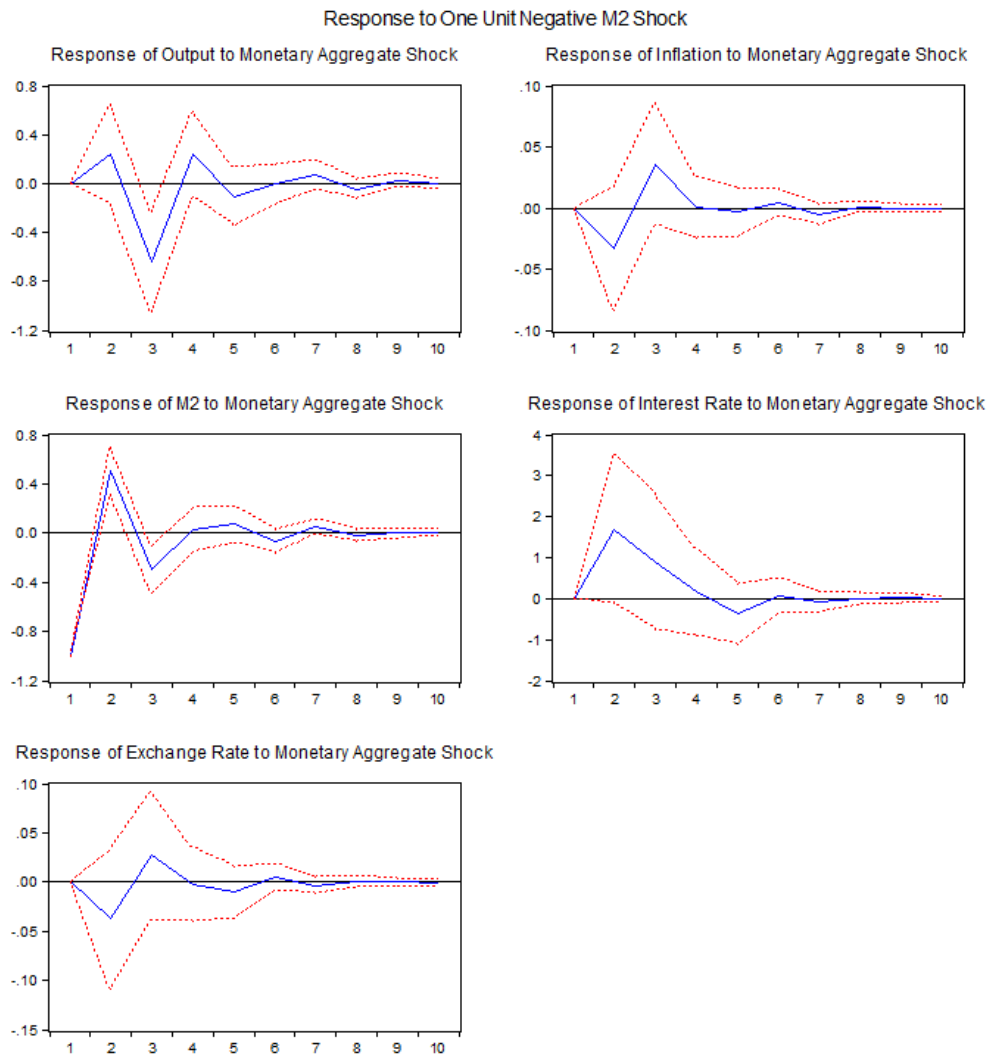 Response to One Unit Negative M2 Shock
Response of Output to Monetary Aggregate Shock
0.8
0.4
0.0
-0.4
-0.8
-1.2
1 2 3 4 5 6 7 8 9 10
Response of Inflation to Monetary Aggregate Shock
.10
.05
.00
-.05
-.10
1 2 3 4 5 6 7 8 9 10
Response of M2 to Monetary Aggregate Shock
0.8
0.4
0.0
-0.4
-0.8
-1.2
1 2 3 4 5 6 7 8 9 10
Response of Interest Rate to Monetary Aggregate Shock
4
3
2
1
0
-1
-2
1 2 3 4 5 6 7 8 9 10
Response of Exchange Rate to Monetary Aggregate Shock
.10
.05
.00
-.05
-.10
-.15
1 2 3 4 5 6 7 8 9 10